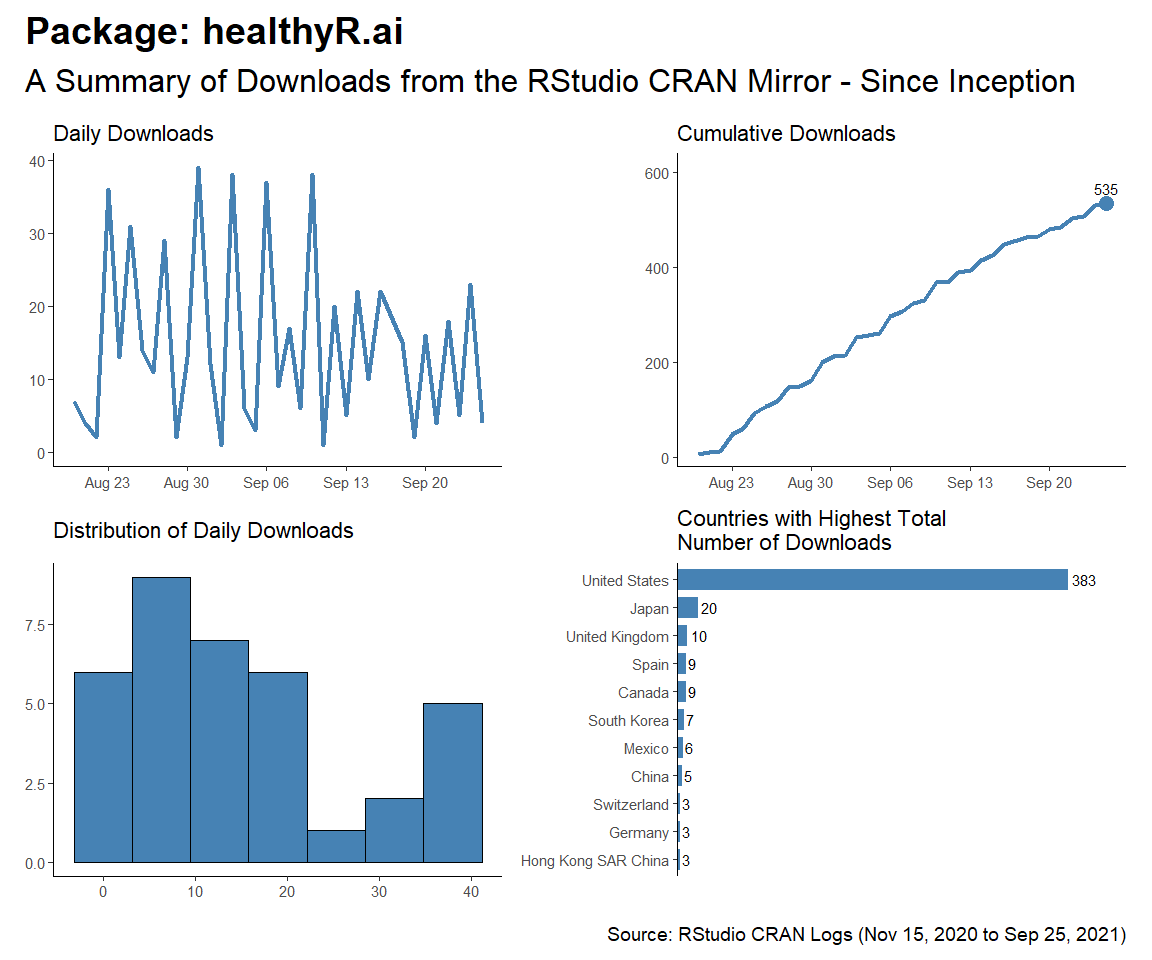 Package: healthyR.ai
A Summary of Downloads from the RStudio CRAN Mirror - Since Inception
Daily Downloads
40
30
20
10
0
Aug 23 Aug 30 Sep 06 Sep 13 Sep 20
Cumulative Downloads
600
400
200
0
535
Aug 23 Aug 30 Sep 06 Sep 13 Sep 20
Distribution of Daily Downloads
7.5
5.0
2.5
0.0
0 10 20 30 40
Countries with Highest Total
Number of Downloads
United States 383
Japan 20
United Kingdom 10
Spain 9
Canada 9
South Korea 7
Mexico 6
China 5
Switzerland 3
Germany 3
Hong Kong SAR China 3
Source: RStudio CRAN Logs (Nov 15, 2020 to Sep 25, 2021)